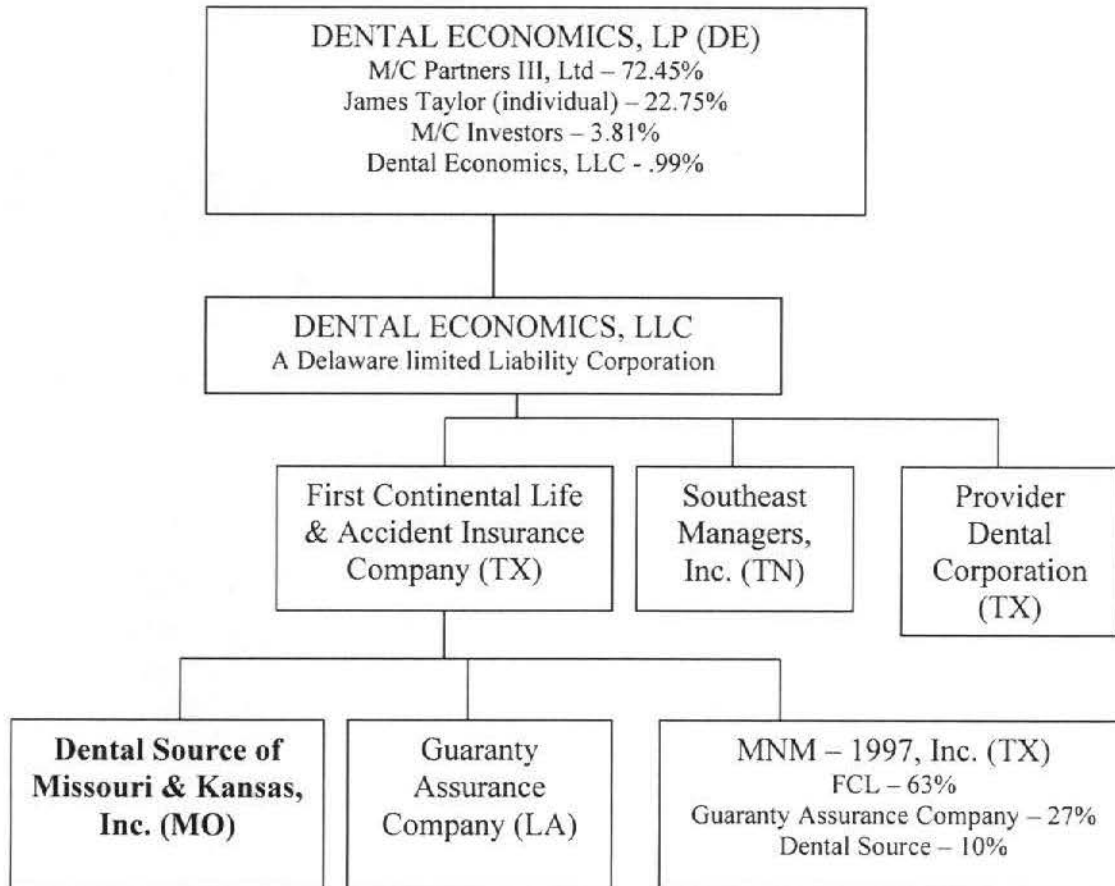 DENTAL ECONOMICS, LP (DE)
M/C Partners III, Ltd – 72.45%
James Taylor (individual) – 22.75%
M/C Investors – 3.81%
Dental Economics, LLC - .99%
DENTAL ECONOMICS, LLC
A Delaware limited Liability Corporation
First Continental Life
& Accident Insurance
Company (TX)
Southeast
Managers,
Inc. (TN)
Provider
Dental
Corporation
(TX)
Dental Source of
Missouri & Kansas,
Inc. (MO)
Guaranty
Assurance
Company (LA)
MNM – 1997, Inc. (TX)
FCL – 63%
Guaranty Assurance Company – 27%
Dental Source – 10%